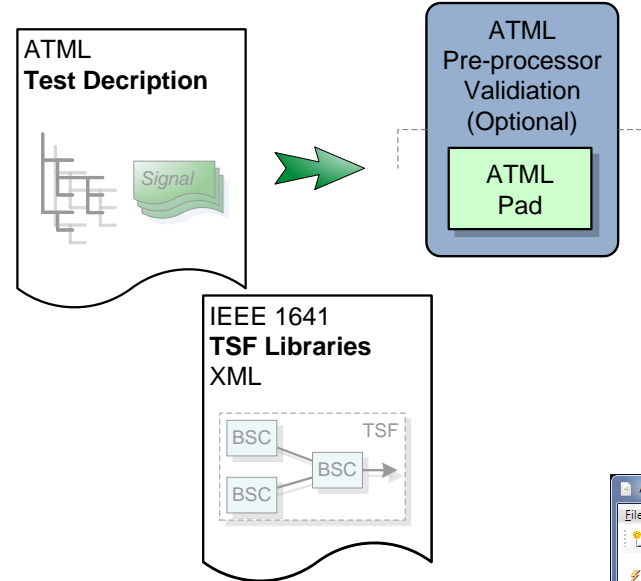 ATML
Test Decription
Signal
ATML
Pre-processor
Validiation
(Optional)
ATML
Pad
IEEE 1641
TSF Libraries
XML
TSF
BSC
BSC
BSC
File